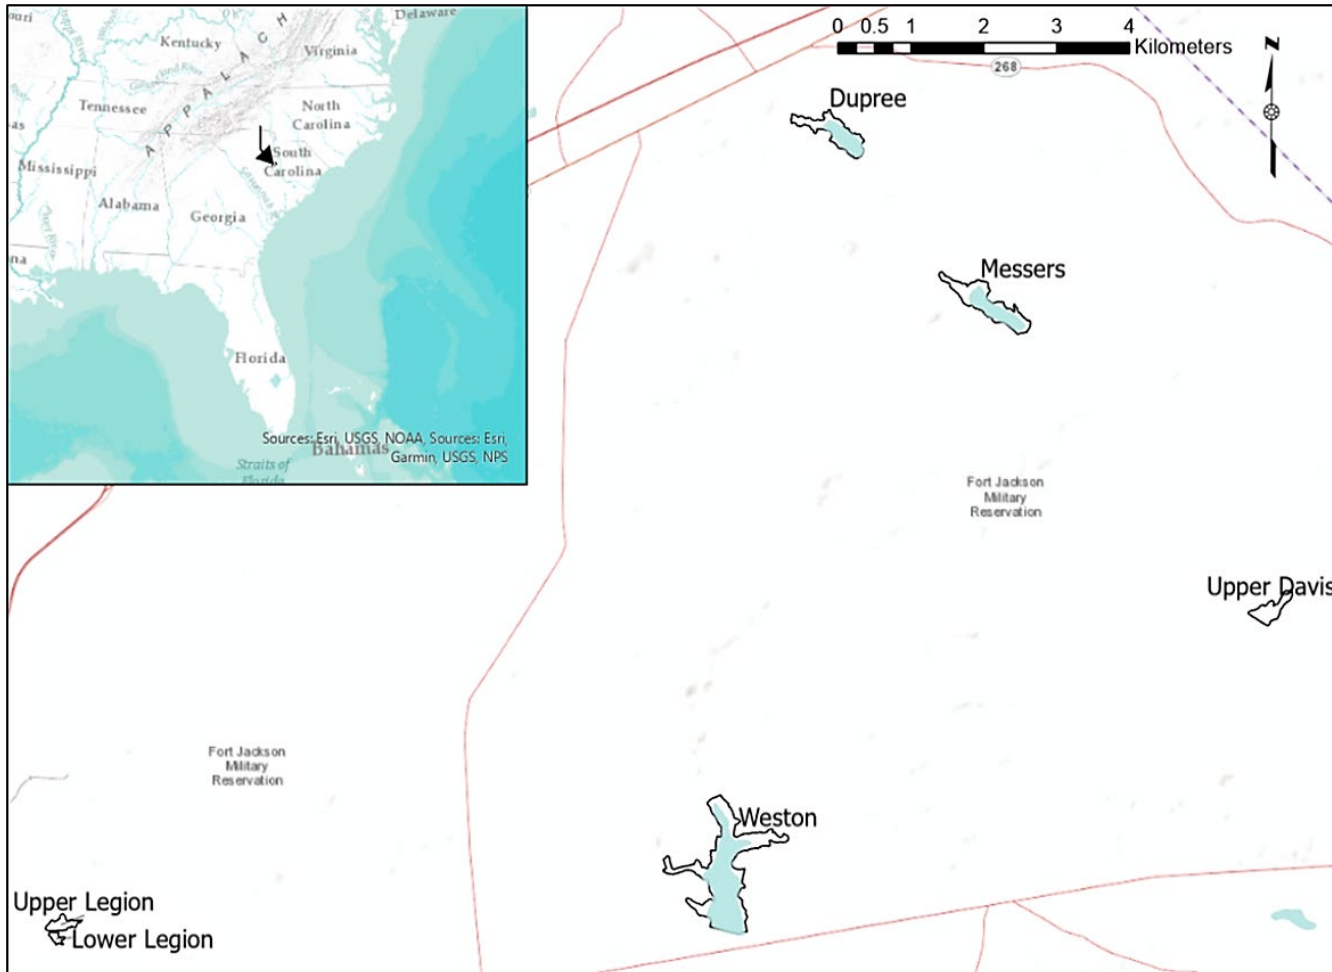 Delaware
Kentucky
Virginia
APPALACH
Tennessee
North
Carolina
South
Carolina
Mississippi
Alabama
Georgia
Florida
Bahamas
Straits of
Florida
Sources: Esri, USGS, NOAA, Sources: Esri,
Garmin, USGS, NPS
0 0.5 1 2 3 4
Kilometers
N
268
Dupree
Messers
Fort Jackson
Military
Reservation
Upper Davis
Fort Jackson
Military
Reservation
Weston
Upper Legion
Lower Legion